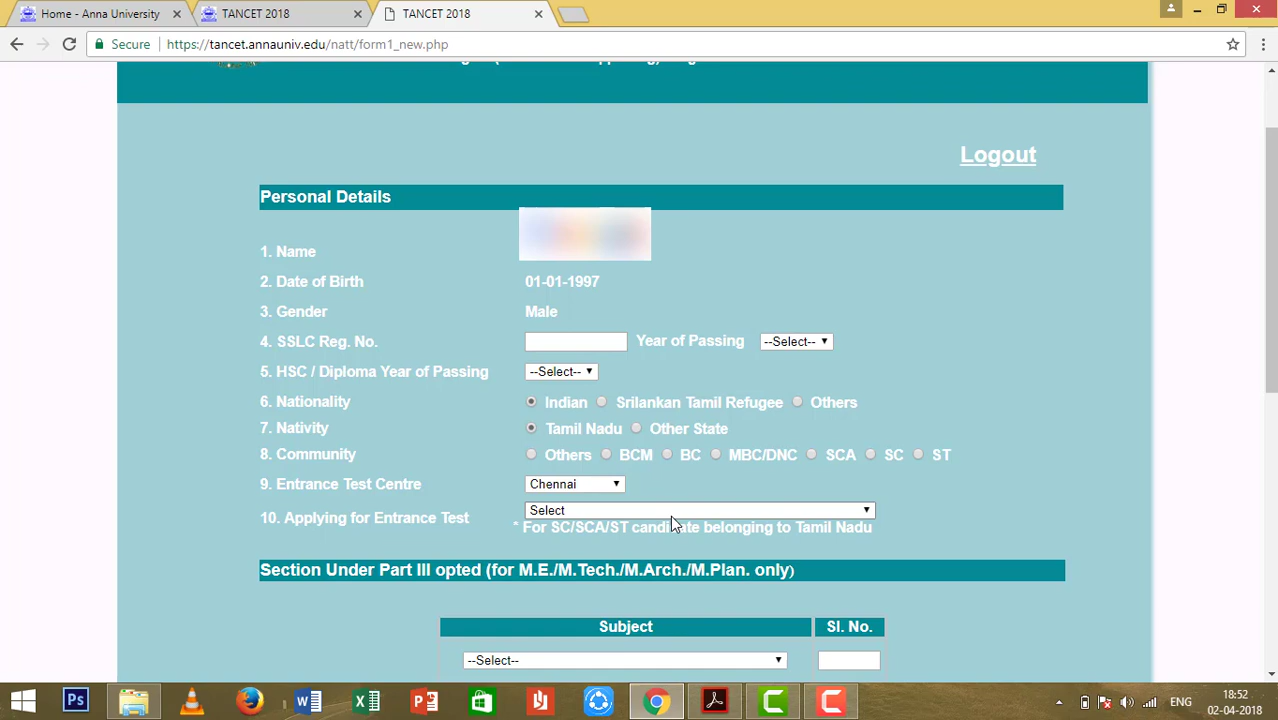 Home - Anna University
TANCET 2018
TANCET 2018
Secure https://tancet.annauniv.edu/natt/form1_new.php
Logout
Personal Details
1. Name
2. Date of Birth 01-01-1997
3. Gender Male
4. SSLC Reg. No. Year of Passing --Select--
5. HSC / Diploma Year of Passing --Select--
6. Nationality Indian Srilankan Tamil Refugee Others
7. Nativity Tamil Nadu Other State
8. Community Others BCM BC MBC/DNC SCA SC ST
9. Entrance Test Centre Chennai
10. Applying for Entrance Test Select
* For SC/SCA/ST candidate belonging to Tamil Nadu
Section Under Part III opted (for M.E./M.Tech./M.Arch./M.Plan. only)
Subject Sl. No.
--Select--
Ps
ENG
18:52
02-04-2018